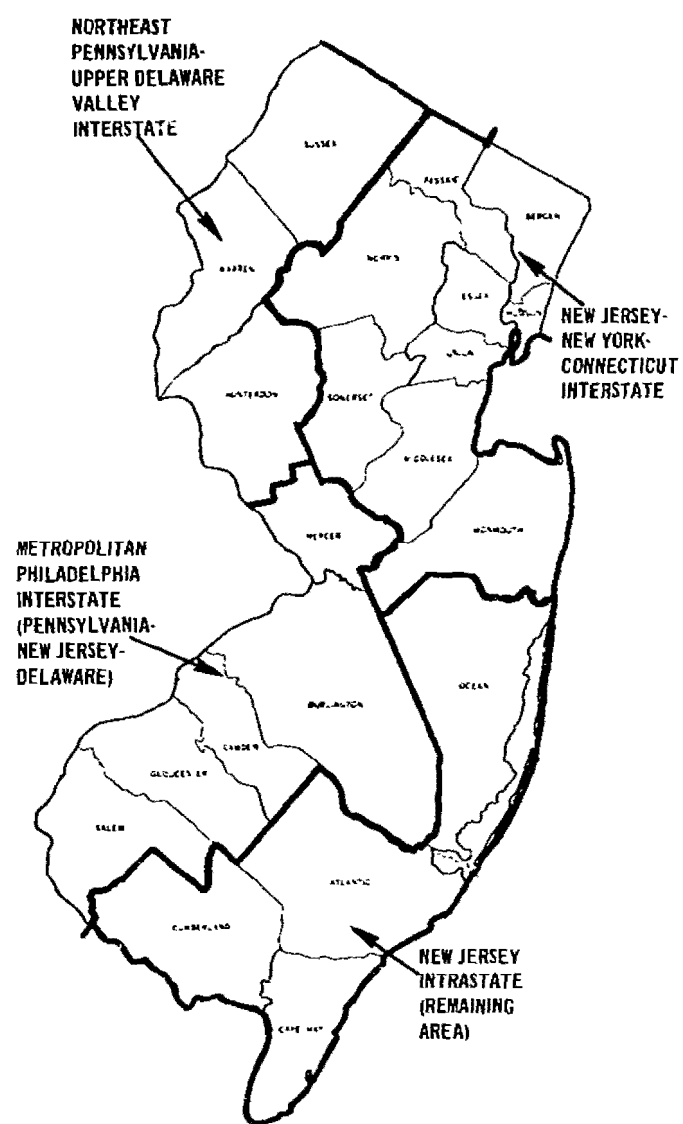 NORTHEAST
PENNSYLVANIA-
UPPER DELAWARE
VALLEY
INTERSTATE
SUSSEX
PASSAIC
BERGEN
MORRIS
WARREN
ESSEX
HUDSON
NEW JERSEY-
NEW YORK-
CONNECTICUT
INTERSTATE
UNION
HUNTERDON
SOMERSET
MIDDLESEX
MERCER
MONMOUTH
METROPOLITAN
PHILADELPHIA
INTERSTATE
(PENNSYLVANIA-
NEW JERSEY-
DELAWARE)
OCEAN
BURLINGTON
CAMDEN
GLOUCESTER
SALEM
ATLANTIC
CUMBERLAND
NEW JERSEY
INTRASTATE
(REMAINING
AREA)
CAPE MAY